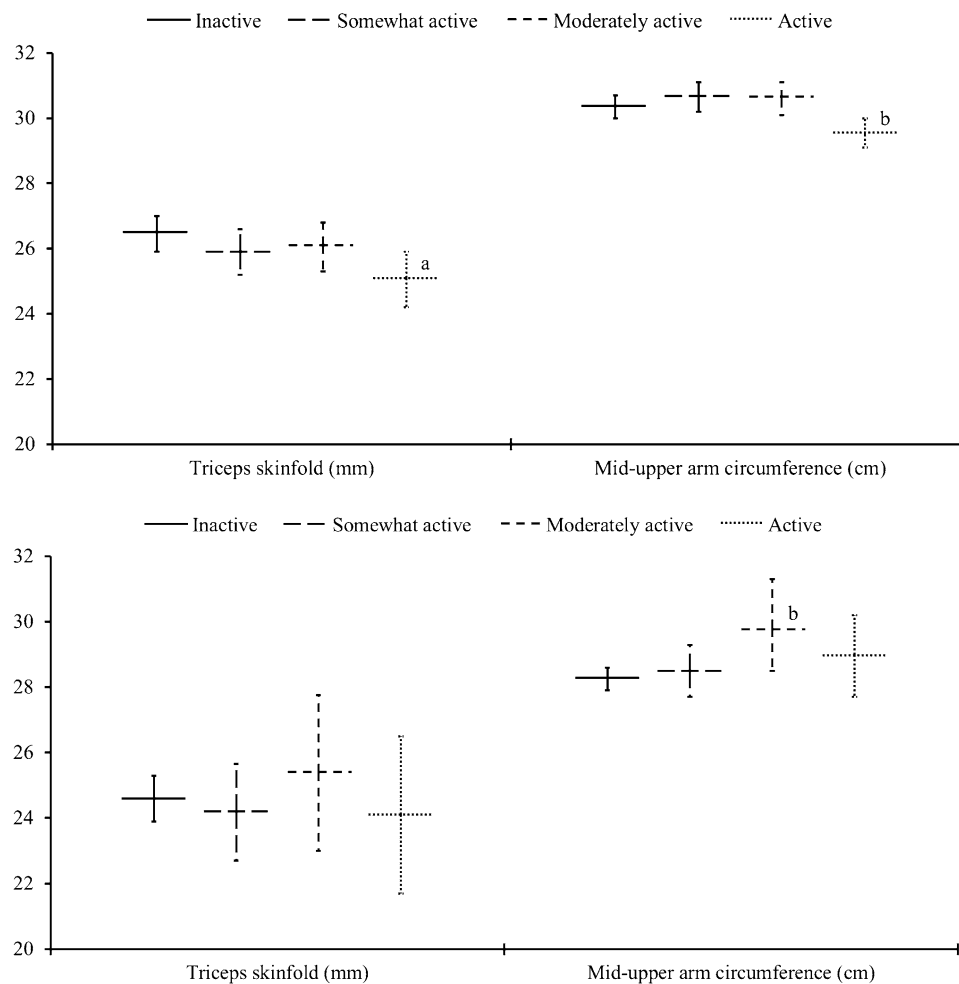 Inactive Somewhat active Moderately active Active
32
30
28
26
24
22
20
b
a
Triceps skinfold (mm) Mid-upper arm circumference (cm)
Inactive Somewhat active Moderately active Active
32
30
28
26
24
22
20
b
Triceps skinfold (mm) Mid-upper arm circumference (cm)